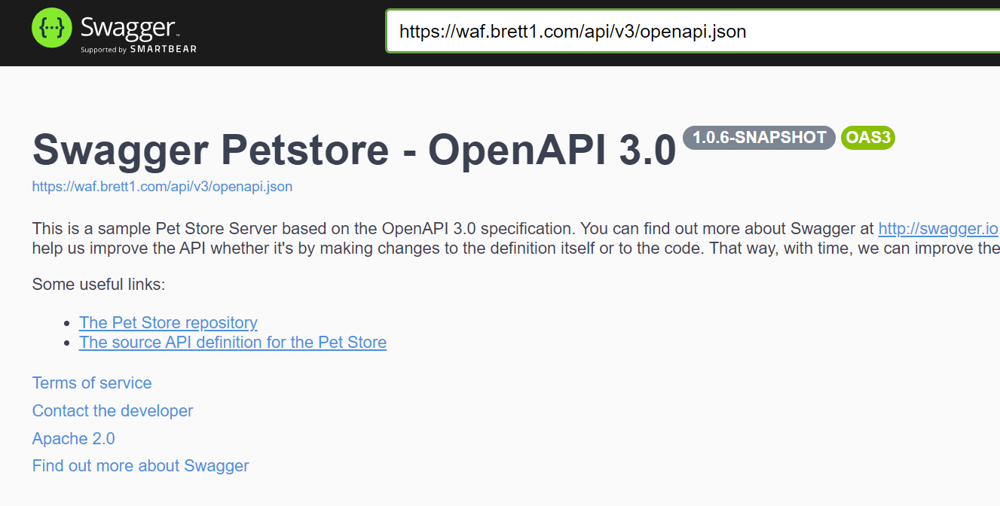 {···} Swagger™
Supported by SMARTBEAR
https://waf.brett1.com/api/v3/openapi.json
Swagger Petstore - OpenAPI 3.0 1.0.6-SNAPSHOT OAS3
https://waf.brett1.com/api/v3/openapi.json
This is a sample Pet Store Server based on the OpenAPI 3.0 specification. You can find out more about Swagger at http://swagger.io
help us improve the API whether it's by making changes to the definition itself or to the code. That way, with time, we can improve the
Some useful links:
• The Pet Store repository
• The source API definition for the Pet Store
Terms of service
Contact the developer
Apache 2.0
Find out more about Swagger